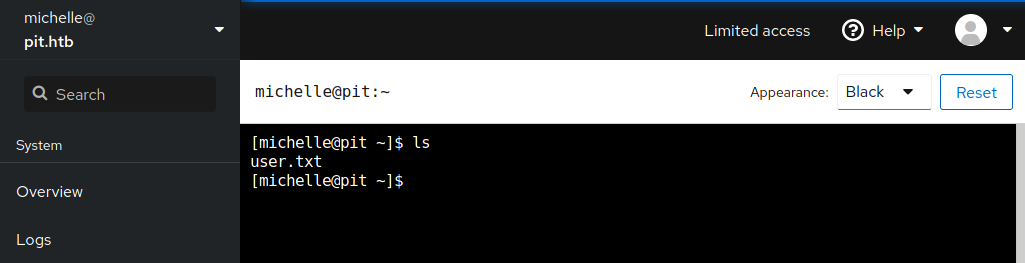 michelle@
pit.htb
Limited access
Help
Search
michelle@pit:~
Appearance:
Black
Reset
System
Overview
Logs
[michelle@pit ~]$ ls
user.txt
[michelle@pit ~]$